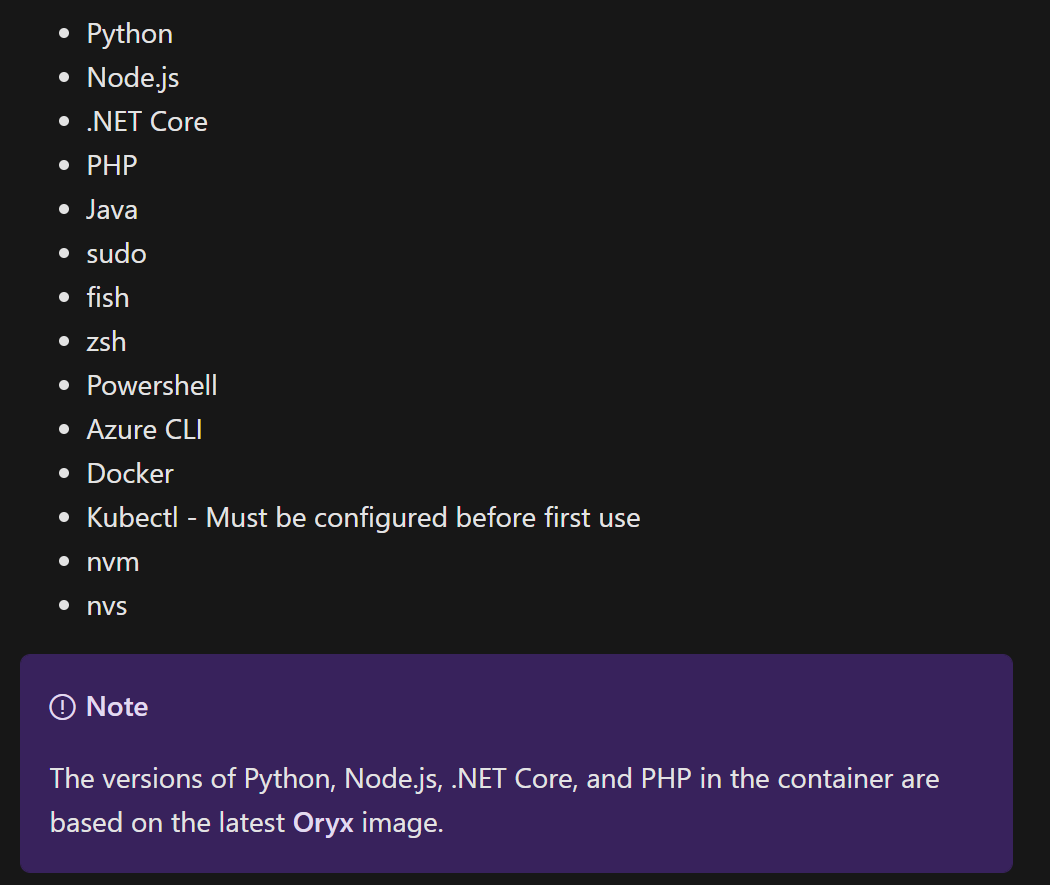 • Python
• Node.js
• .NET Core
• PHP
• Java
• sudo
• fish
• zsh
• Powershell
• Azure CLI
• Docker
• Kubectl - Must be configured before first use
• nvm
• nvs
Note
The versions of Python, Node.js, .NET Core, and PHP in the container are
based on the latest Oryx image.